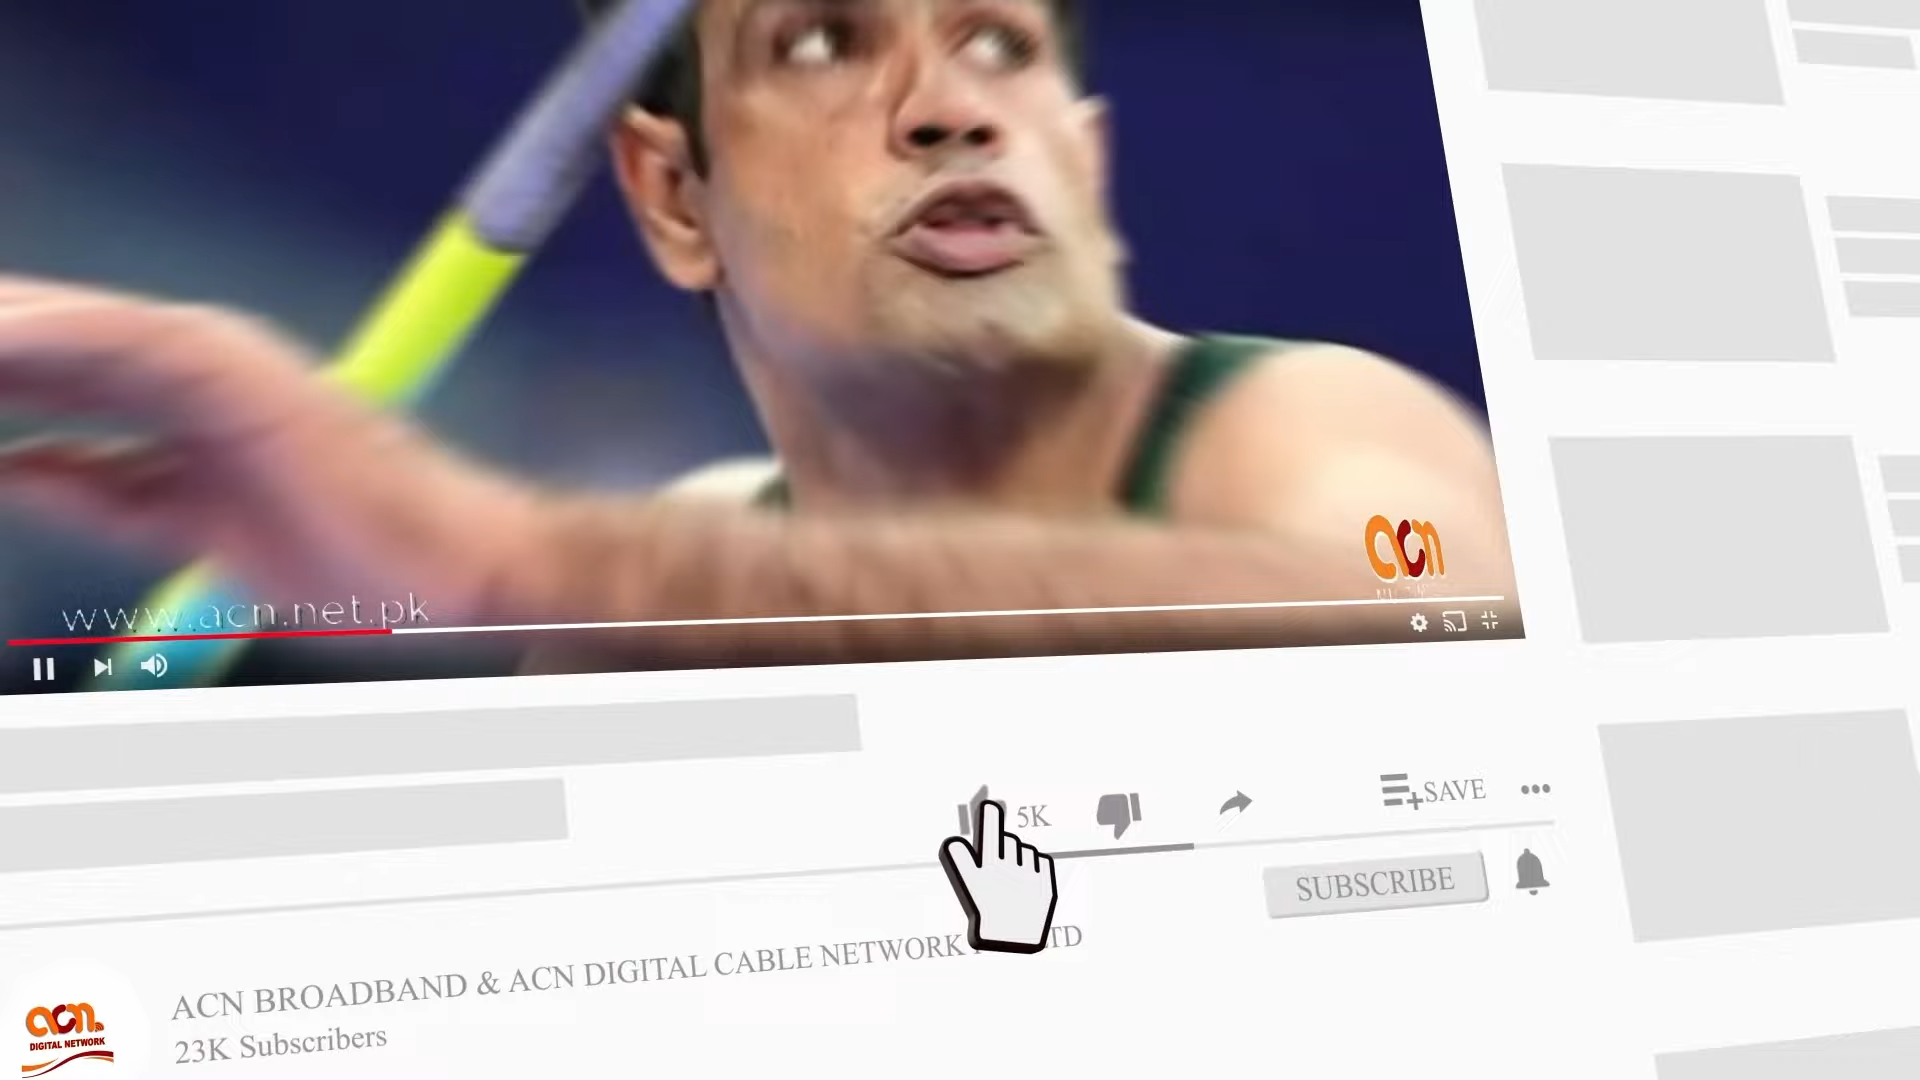 acn
www.acn.net.pk
5K
SAVE
SUBSCRIBE
ACN BROADBAND & ACN DIGITAL CABLE NETWORK
23K Subscribers
acn
DIGITAL NETWORK